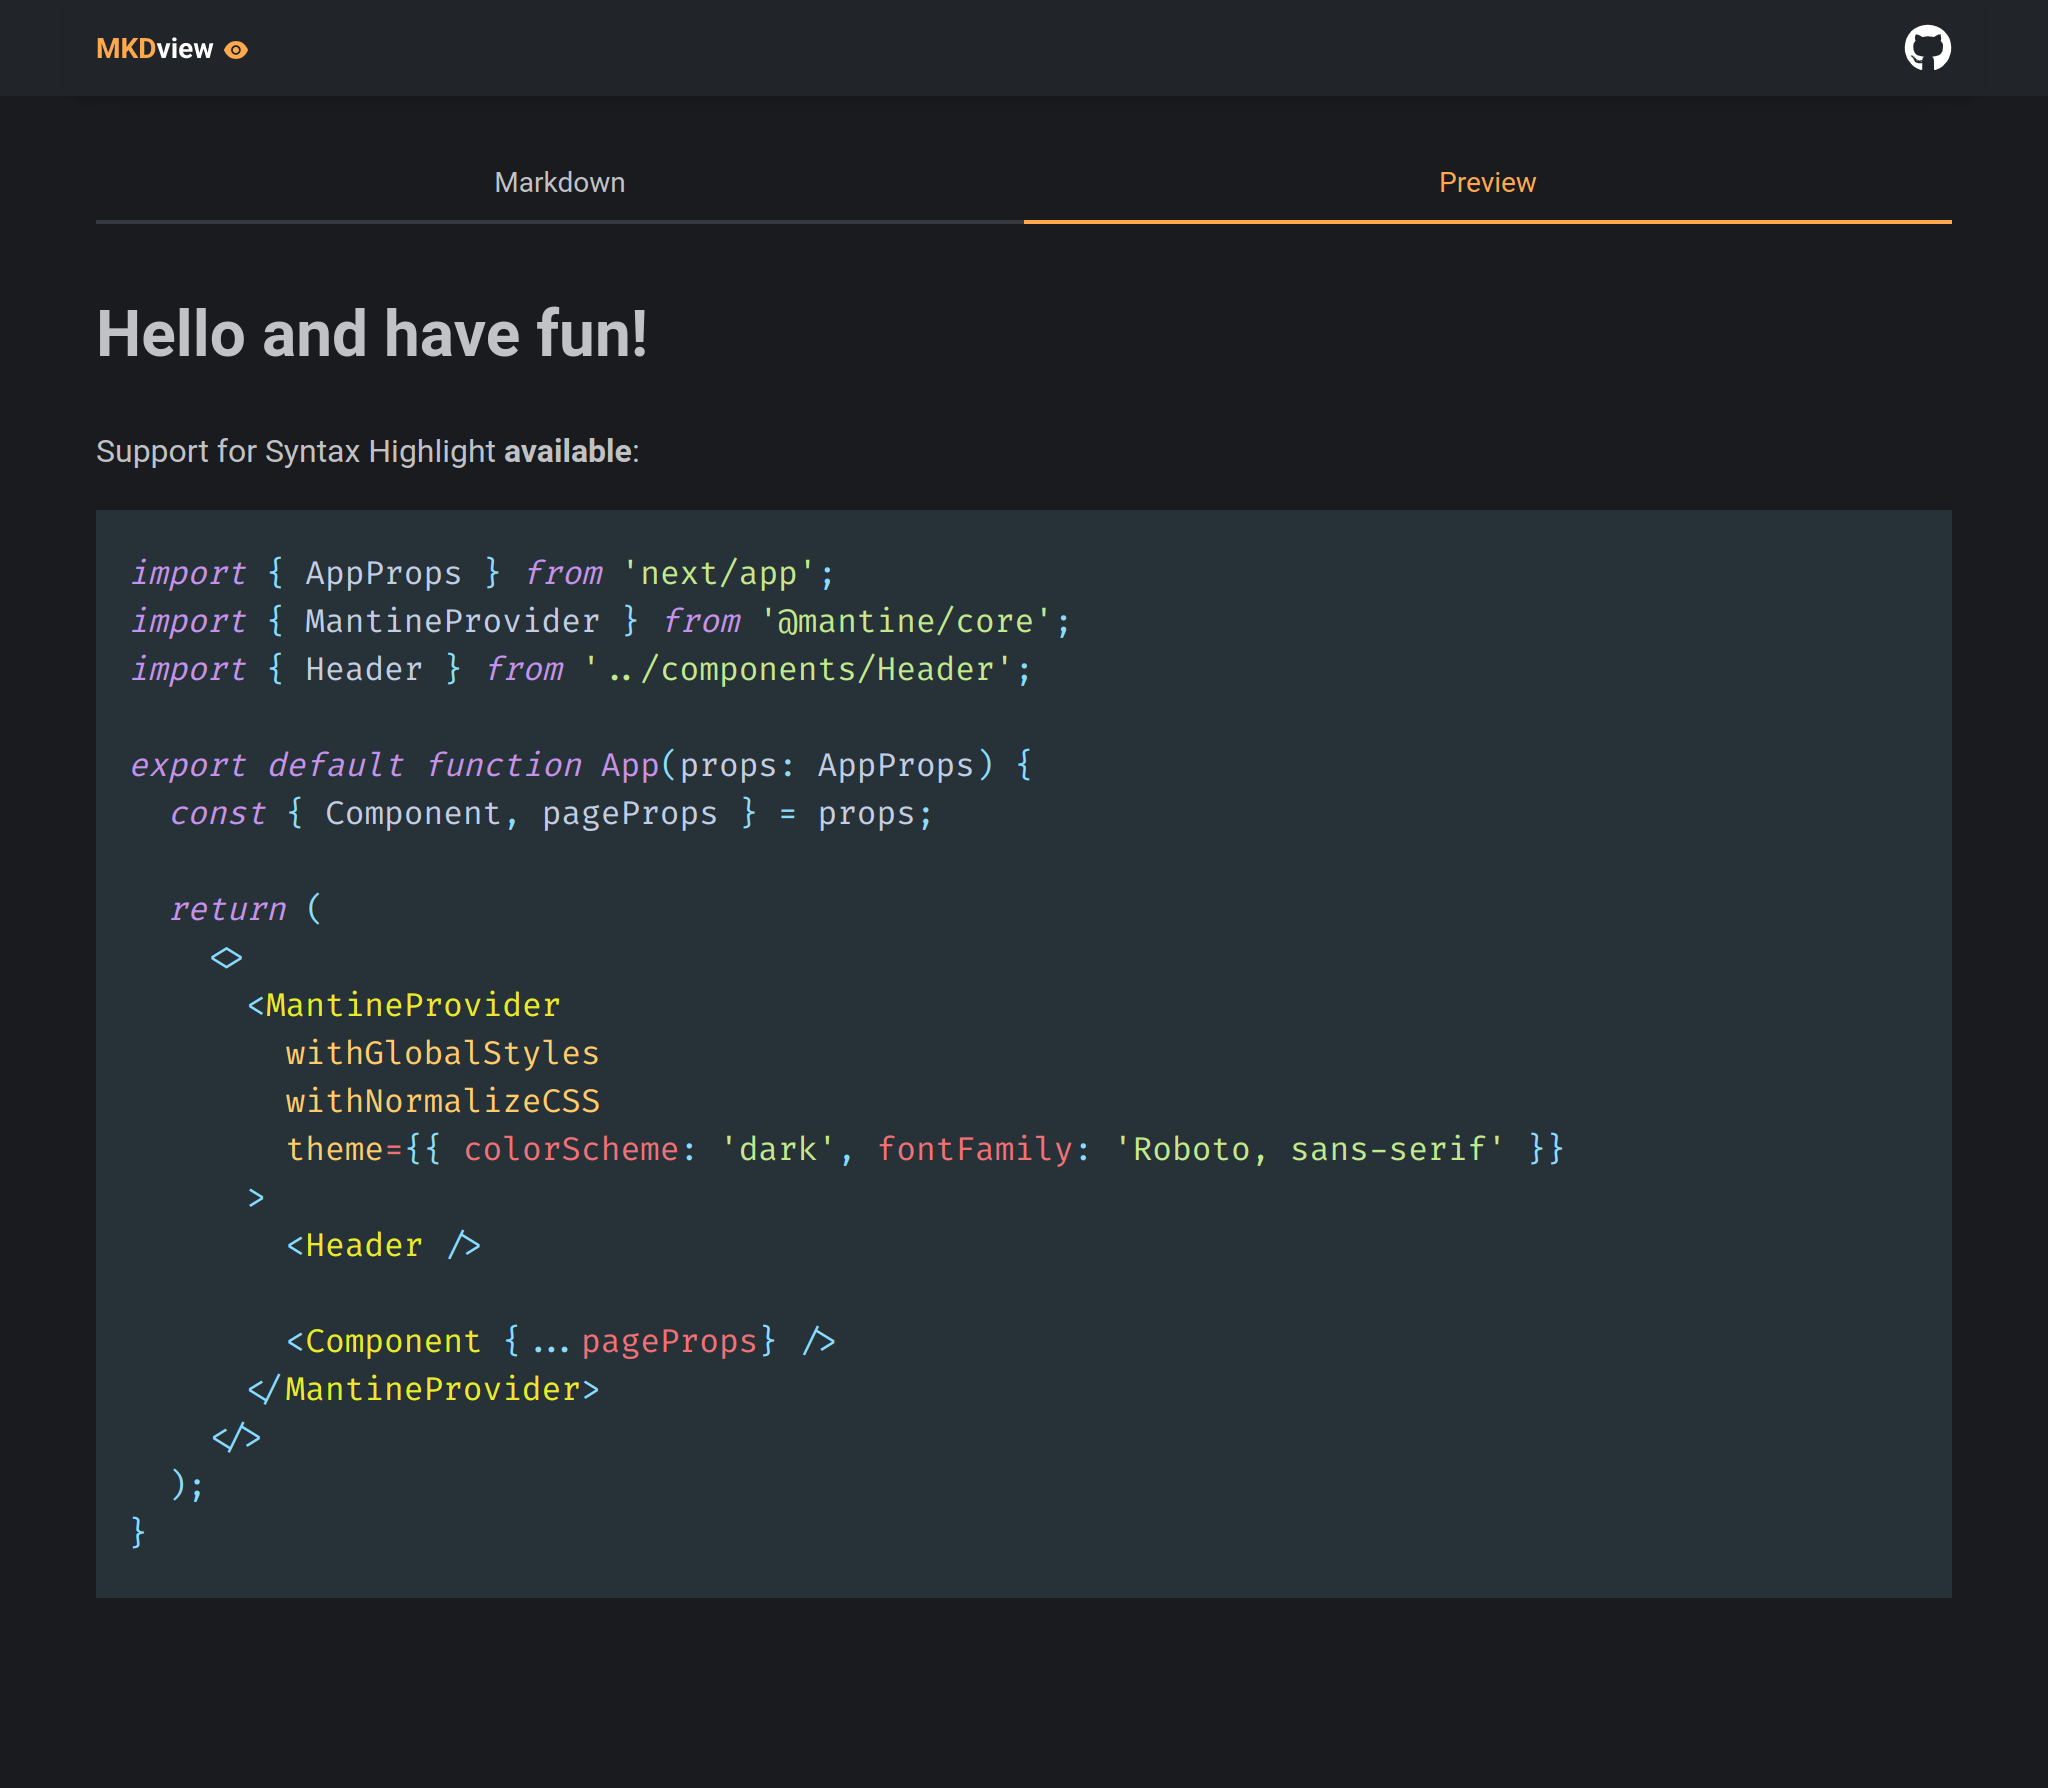 MKDview
Markdown
Preview
Hello and have fun!
Support for Syntax Highlight available:
import { AppProps } from 'next/app';
import { MantineProvider } from '@mantine/core';
import { Header } from '../components/Header';
export default function App(props: AppProps) {
  const { Component, pageProps } = props;
  return (
    <>
      <MantineProvider
        withGlobalStyles
        withNormalizeCSS
        theme={{ colorScheme: 'dark', fontFamily: 'Roboto, sans-serif' }}
      >
        <Header />
        <Component {...pageProps} />
      </MantineProvider>
    </>
  );
}